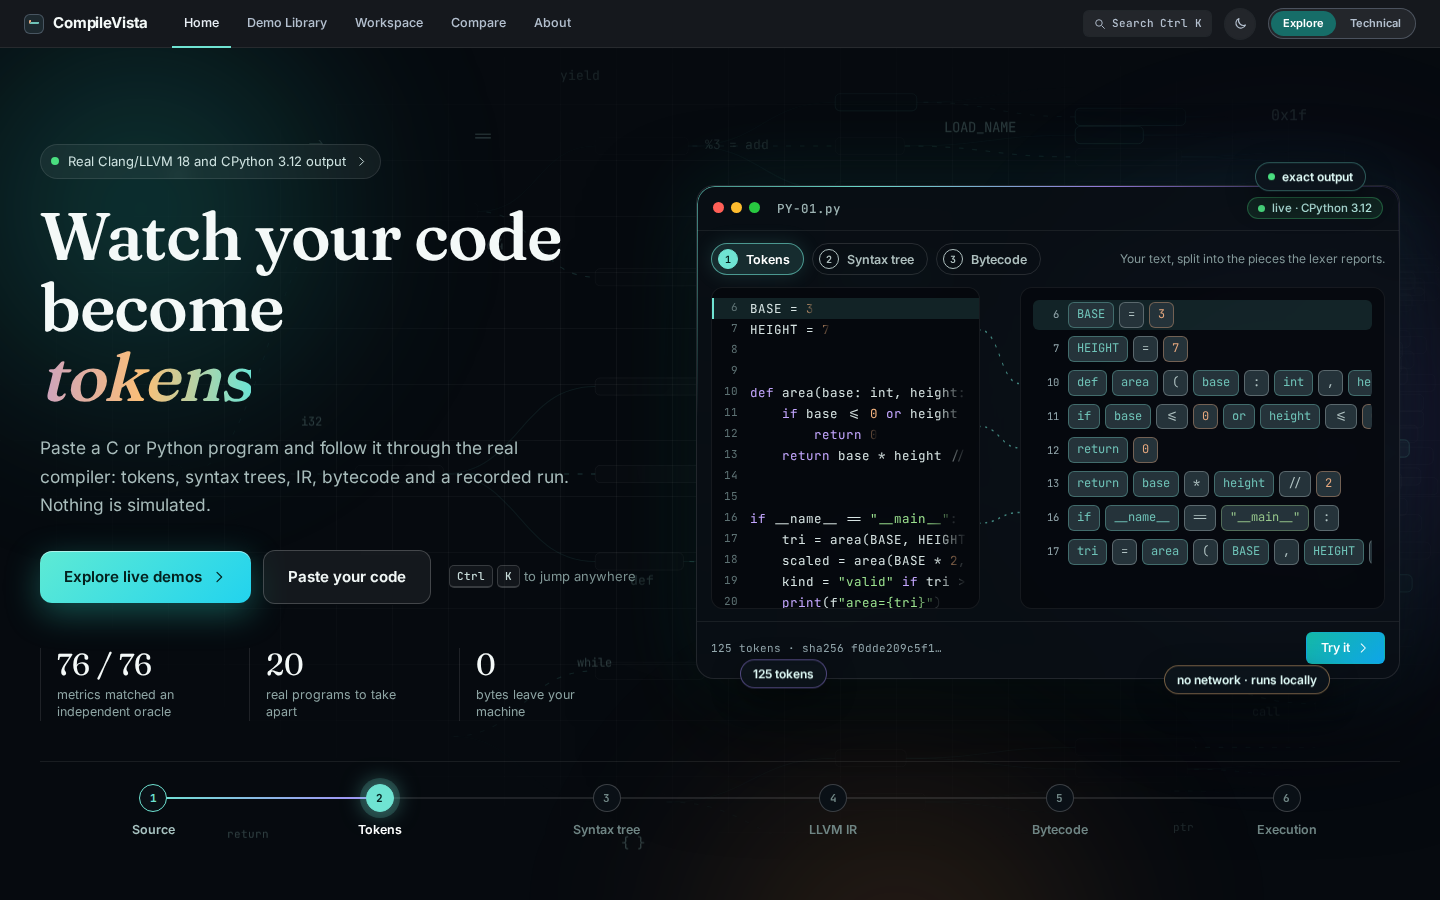 CompileVista Home Demo Library Workspace Compare About Search Ctrl K Explore Technical
yield
0x1f
LOAD_NAME
==
%3 = add
Real Clang/LLVM 18 and CPython 3.12 output
exact output
PY-01.py
live · CPython 3.12
Watch your code
become
tokens
1 Tokens 2 Syntax tree 3 Bytecode Your text, split into the pieces the lexer reports.
6 BASE = 3
7 HEIGHT = 7
8
9
10 def area(base: int, height:
11 if base <= 0 or height
12 return 0
13 return base * height //
14
15
16 if __name__ == "__main__":
17 tri = area(BASE, HEIGHT
18 scaled = area(BASE * 2,
19 kind = "valid" if tri >
20 print(f"area={tri}")
6 BASE = 3
7 HEIGHT = 7
10 def area ( base : int , he
11 if base <= 0 or height <=
12 return 0
13 return base * height // 2
16 if __name__ == "__main__" :
17 tri = area ( BASE , HEIGHT
i32
Paste a C or Python program and follow it through the real
compiler: tokens, syntax trees, IR, bytecode and a recorded run.
Nothing is simulated.
Explore live demos Paste your code Ctrl K to jump anywhere
def
125 tokens · sha256 f0dde209c5f1…
Try it
125 tokens
no network · runs locally
76 / 76
metrics matched an
independent oracle
20
real programs to take
apart
0
bytes leave your
machine
while
call
1 2 3 4 5 6
Source Tokens Syntax tree LLVM IR Bytecode Execution
return
{ }
ptr